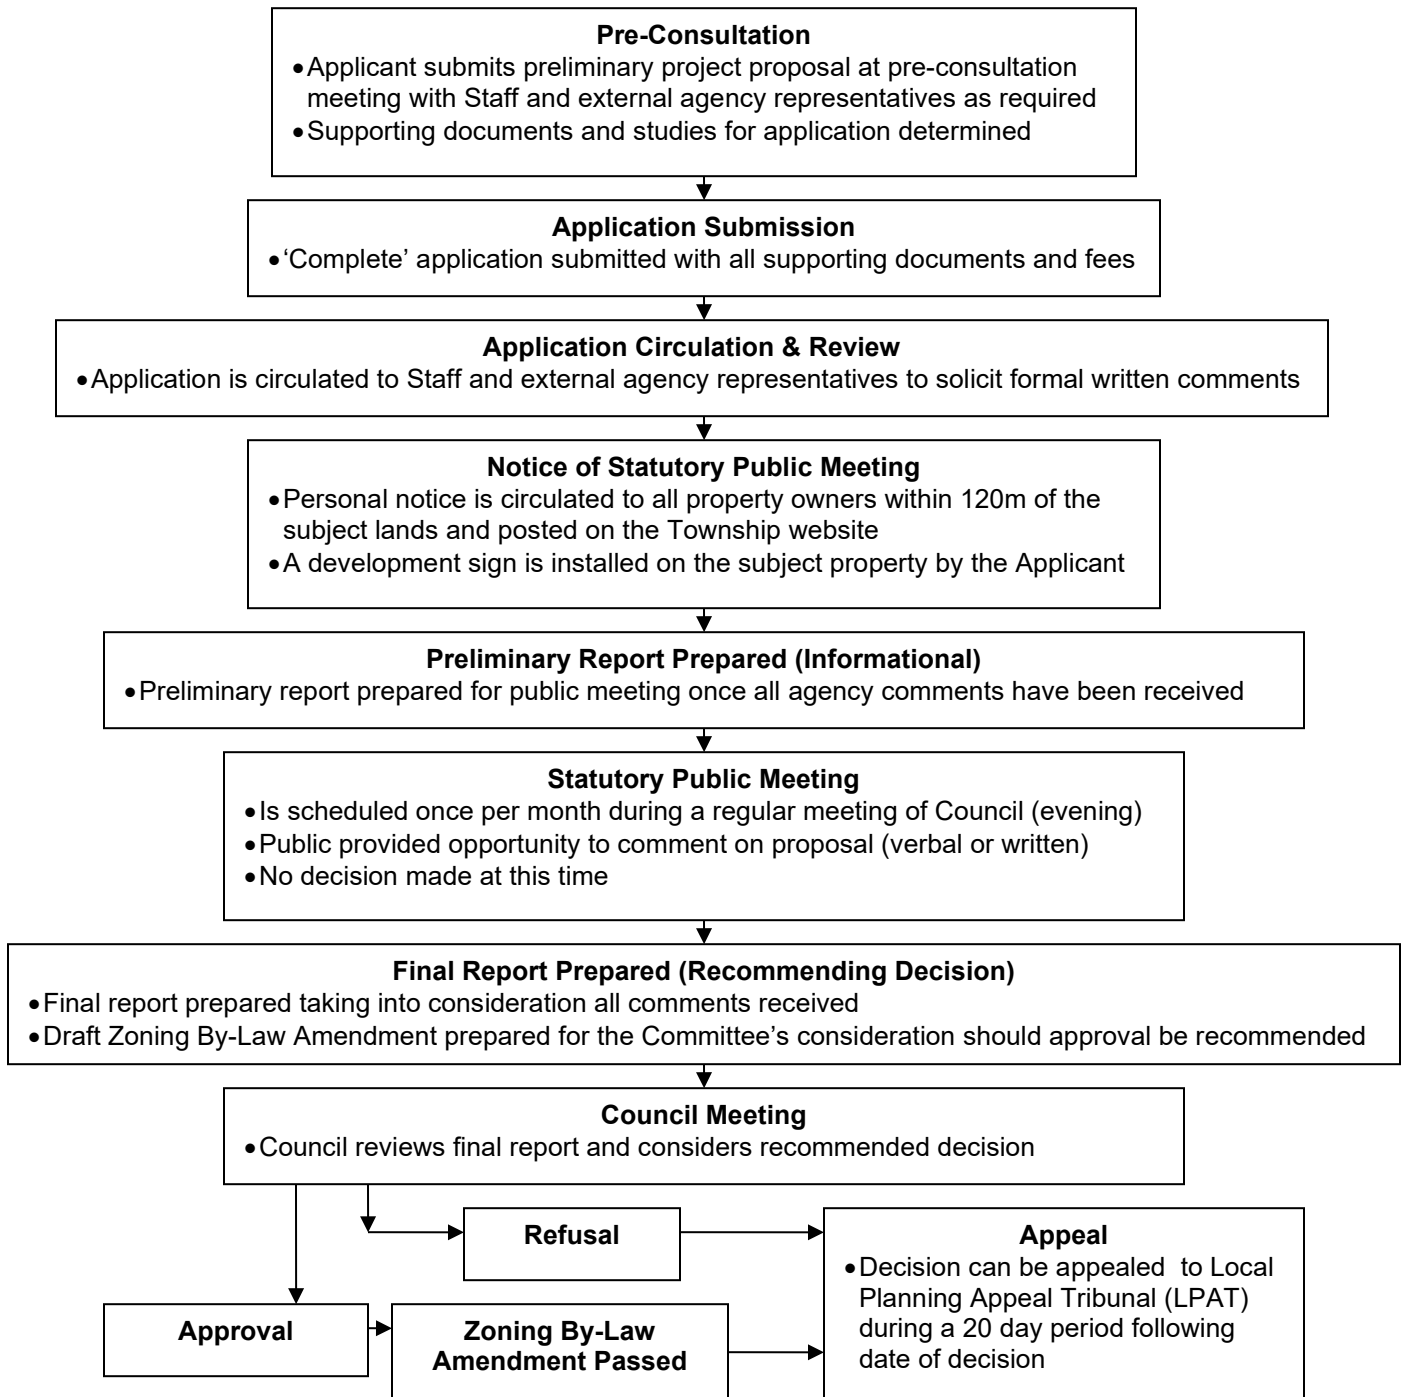 Pre-Consultation
•Applicant submits preliminary project proposal at pre-consultation
meeting with Staff and external agency representatives as required
•Supporting documents and studies for application determined
Application Submission
•‘Complete’ application submitted with all supporting documents and fees
Application Circulation & Review
•Application is circulated to Staff and external agency representatives to solicit formal written comments
Notice of Statutory Public Meeting
•Personal notice is circulated to all property owners within 120m of the
subject lands and posted on the Township website
•A development sign is installed on the subject property by the Applicant
Preliminary Report Prepared (Informational)
•Preliminary report prepared for public meeting once all agency comments have been received
Statutory Public Meeting
•Is scheduled once per month during a regular meeting of Council (evening)
•Public provided opportunity to comment on proposal (verbal or written)
•No decision made at this time
Final Report Prepared (Recommending Decision)
•Final report prepared taking into consideration all comments received
•Draft Zoning By-Law Amendment prepared for the Committee’s consideration should approval be recommended
Council Meeting
•Council reviews final report and considers recommended decision
Refusal
Approval
Zoning By-Law
Amendment Passed
Appeal
•Decision can be appealed  to Local
Planning Appeal Tribunal (LPAT)
during a 20 day period following
date of decision